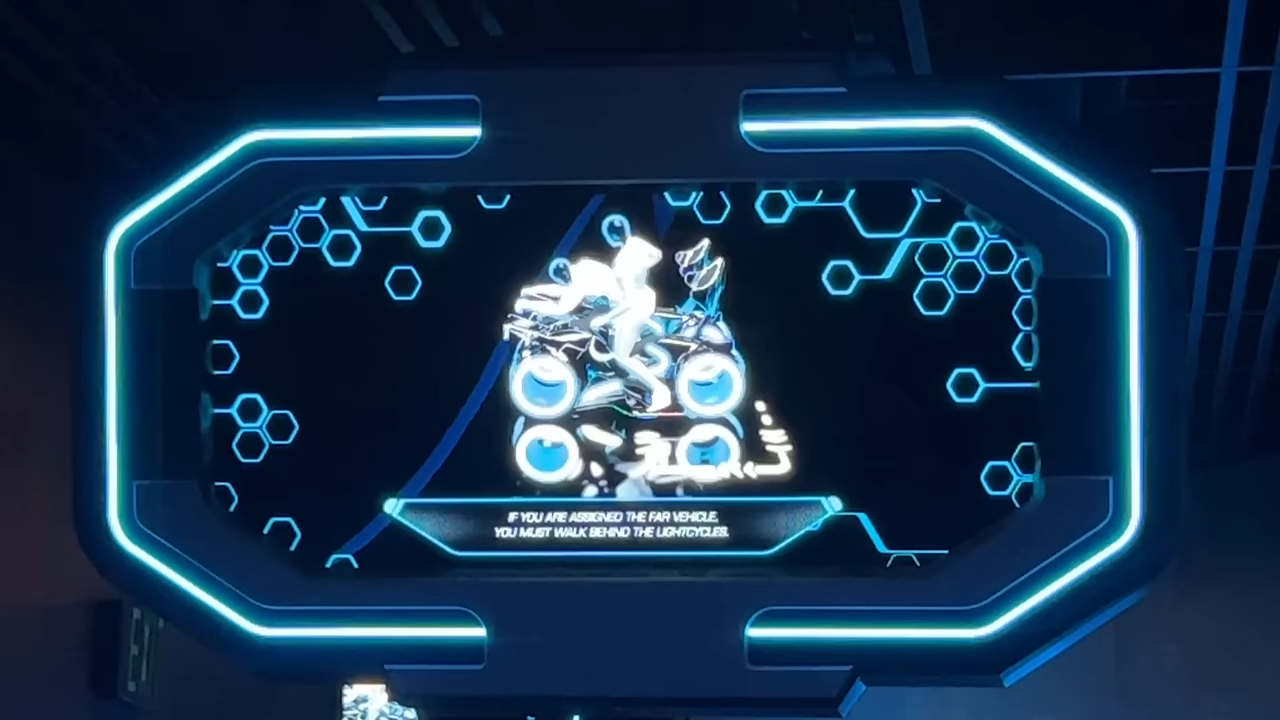 IF YOU ARE ASSIGNED THE FAR VEHICLE,
YOU MUST WALK BEHIND THE LIGHTCYCLES.